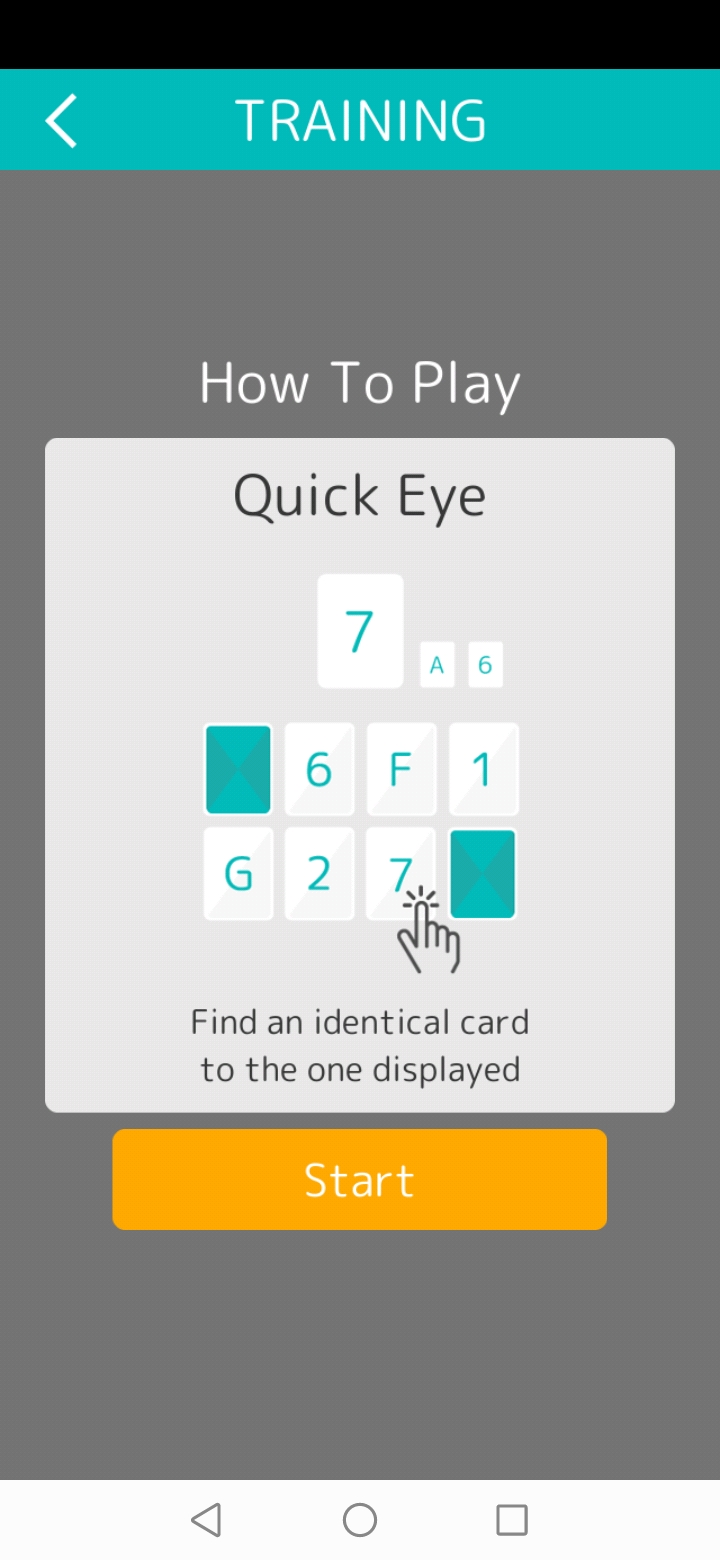 TRAINING
How To Play
Quick Eye
7 A 6
6 F 1
G 2 7
Find an identical card
to the one displayed
Start